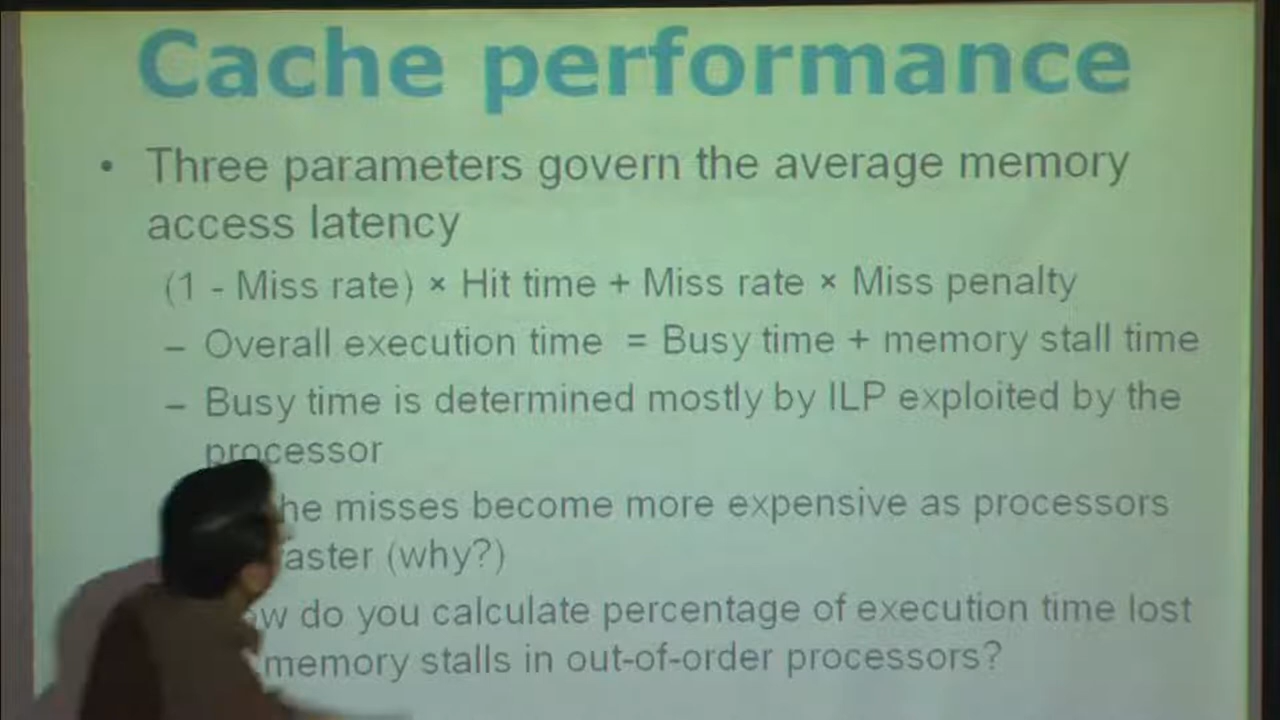 Cache performance
• Three parameters govern the average memory
access latency
(1 - Miss rate) × Hit time + Miss rate × Miss penalty
– Overall execution time = Busy time + memory stall time
– Busy time is determined mostly by ILP exploited by the
processor
misses become more expensive as processors
(why?)
do you calculate percentage of execution time lost
memory stalls in out-of-order processors?